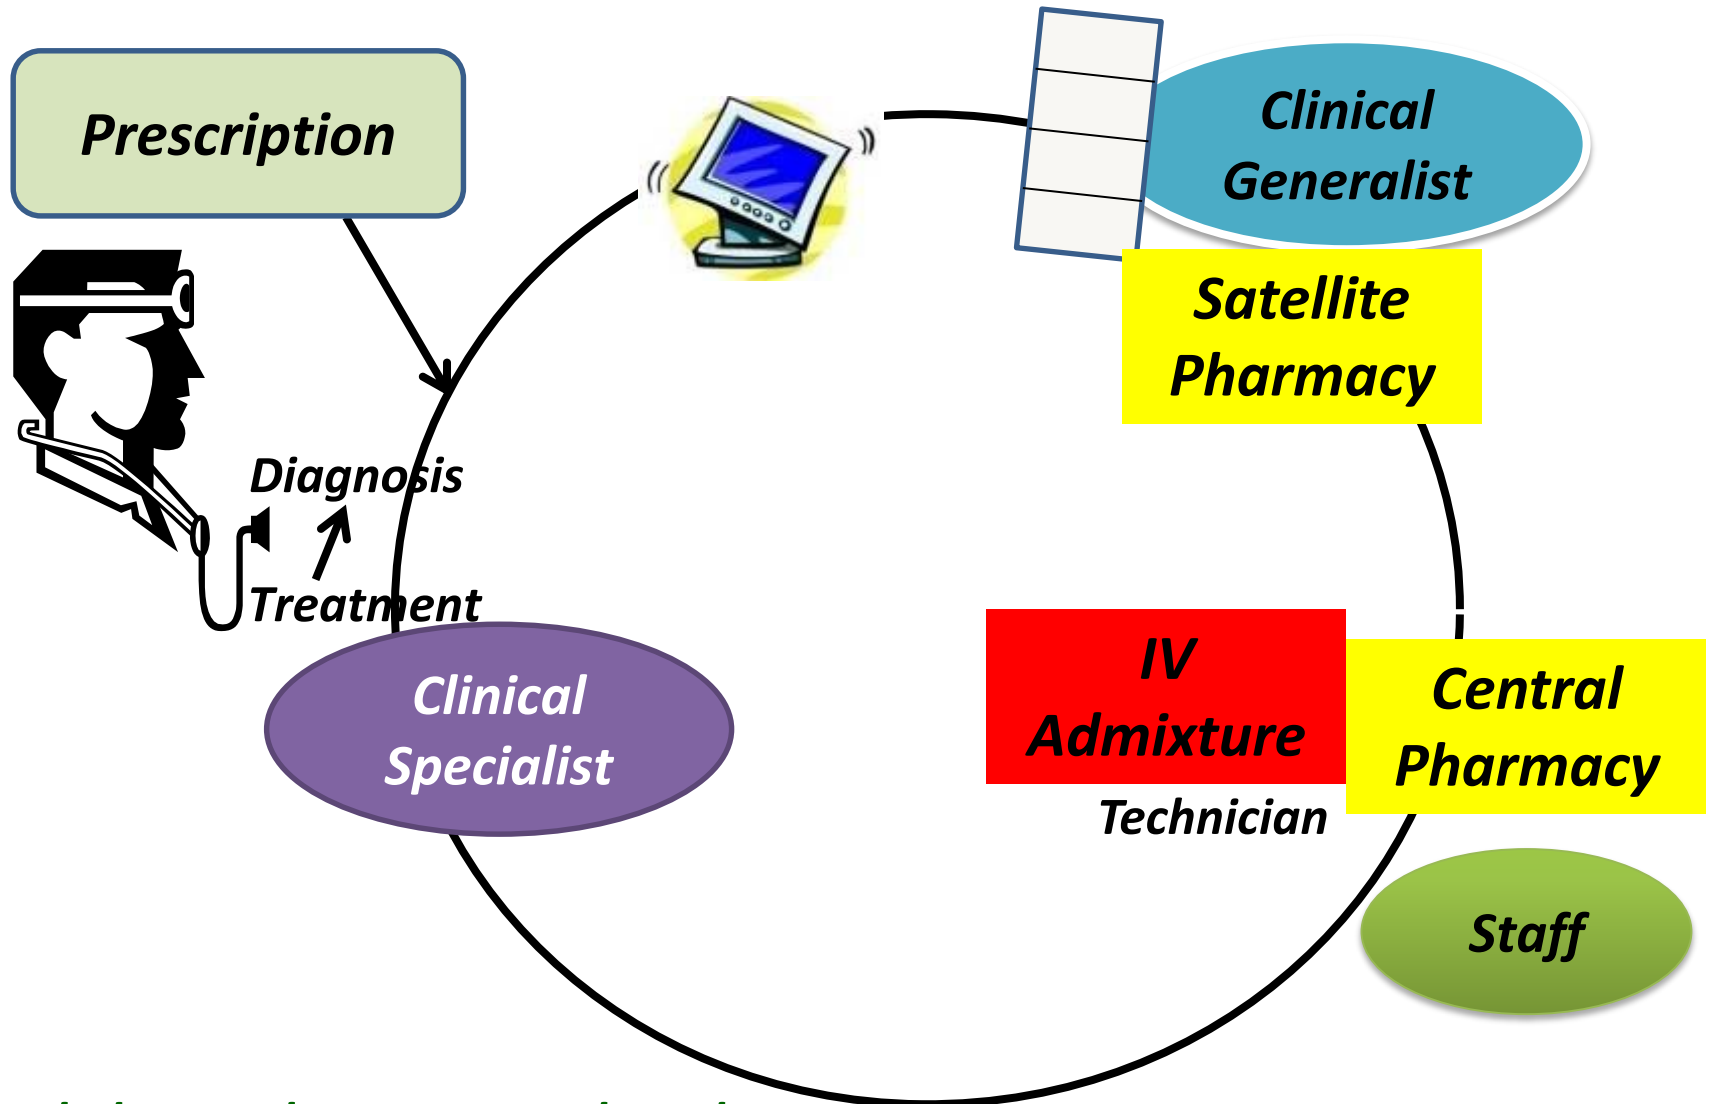 Prescription
Clinical
Generalist
Satellite
Pharmacy
Diagnosis
Treatment
Clinical
Specialist
IV
Admixture
Technician
Central
Pharmacy
Staff